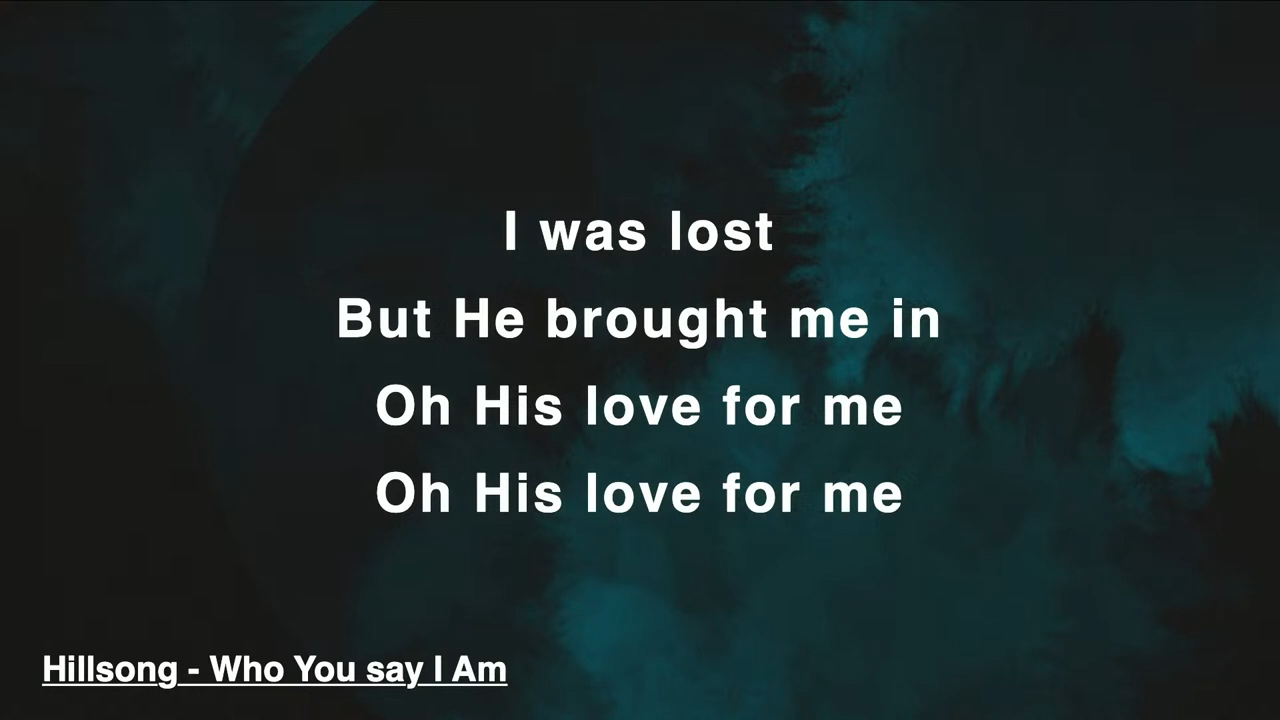 I was lost
But He brought me in
Oh His love for me
Oh His love for me
Hillsong - Who You say I Am